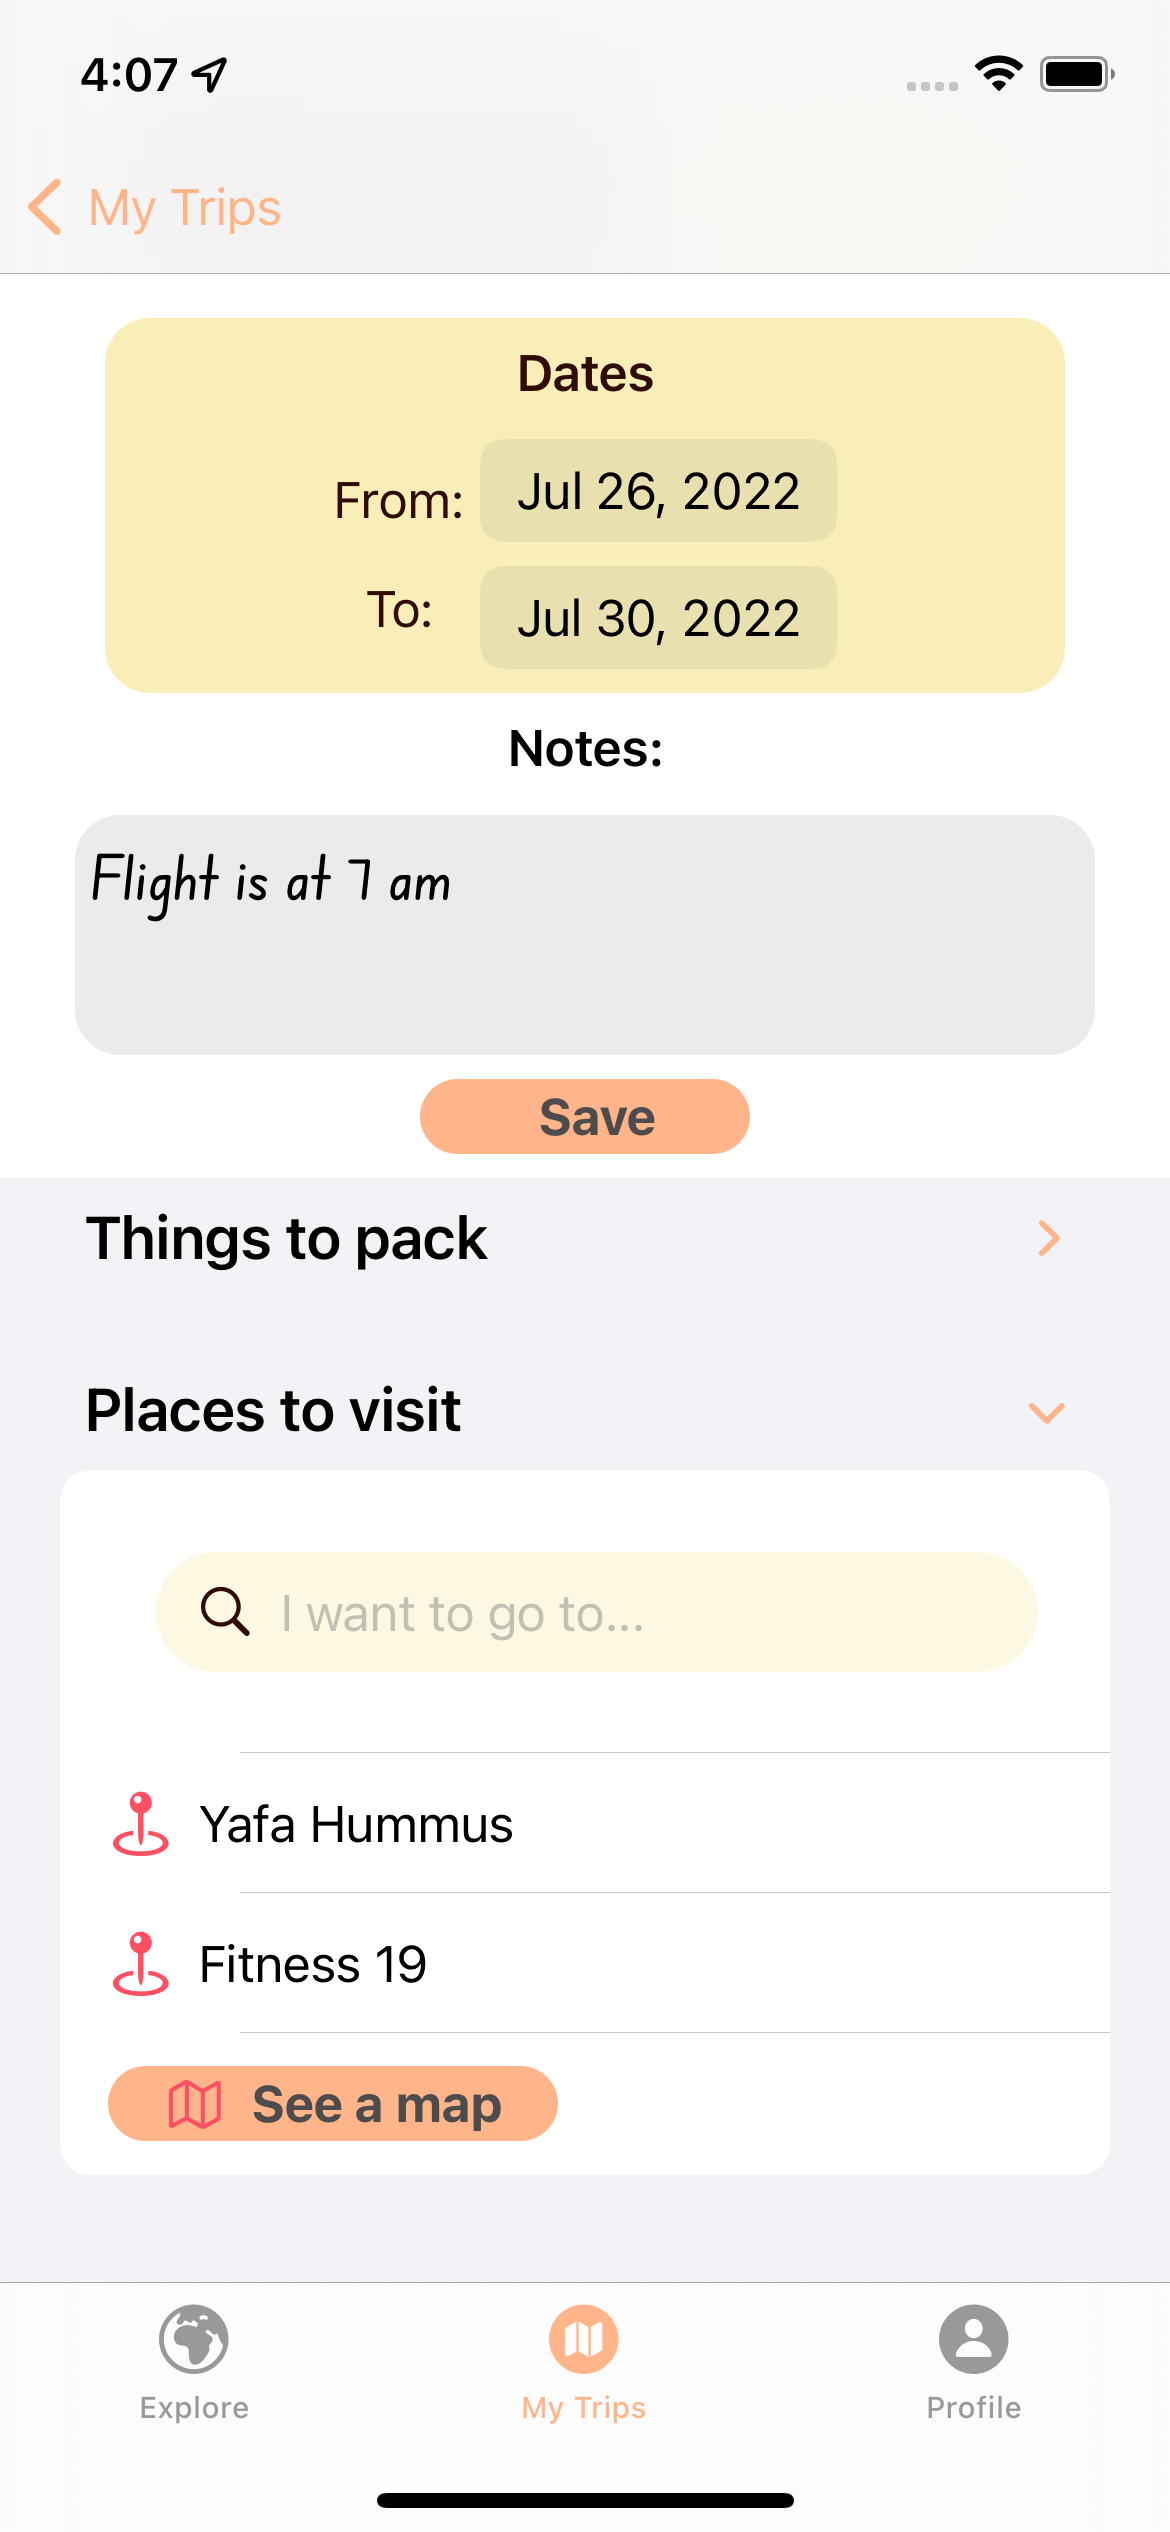 4:07
My Trips
Dates
From: Jul 26, 2022
To: Jul 30, 2022
Notes:
Flight is at 7 am
Save
Things to pack
Places to visit
I want to go to...
Yafa Hummus
Fitness 19
See a map
Explore My Trips Profile